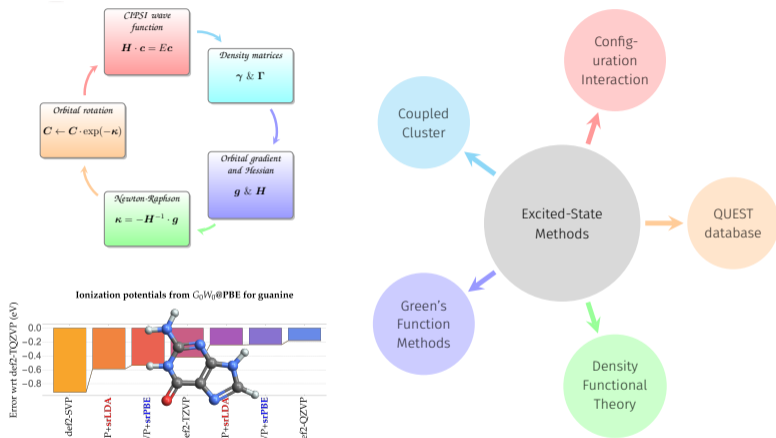 CIPSI wave
function
H · c = Ec
Density matrices
γ & Γ
Orbital gradient
and Hessian
g & H
Newton-Raphson
κ = −H⁻¹ · g
Orbital rotation
C ← C · exp(−κ)
Excited-State
Methods
Config-
uration
Interaction
Coupled
Cluster
QUEST
database
Green's
Function
Methods
Density
Functional
Theory
Ionization potentials from G₀W₀@PBE for guanine
Error wrt def2-TQZVP (eV)
0.0
−0.2
−0.4
−0.6
−0.8
def2-SVP
P+srLDA
/P+srPBE
ef2-TZVP
P+srLDA
/P+srPBE
ef2-QZVP